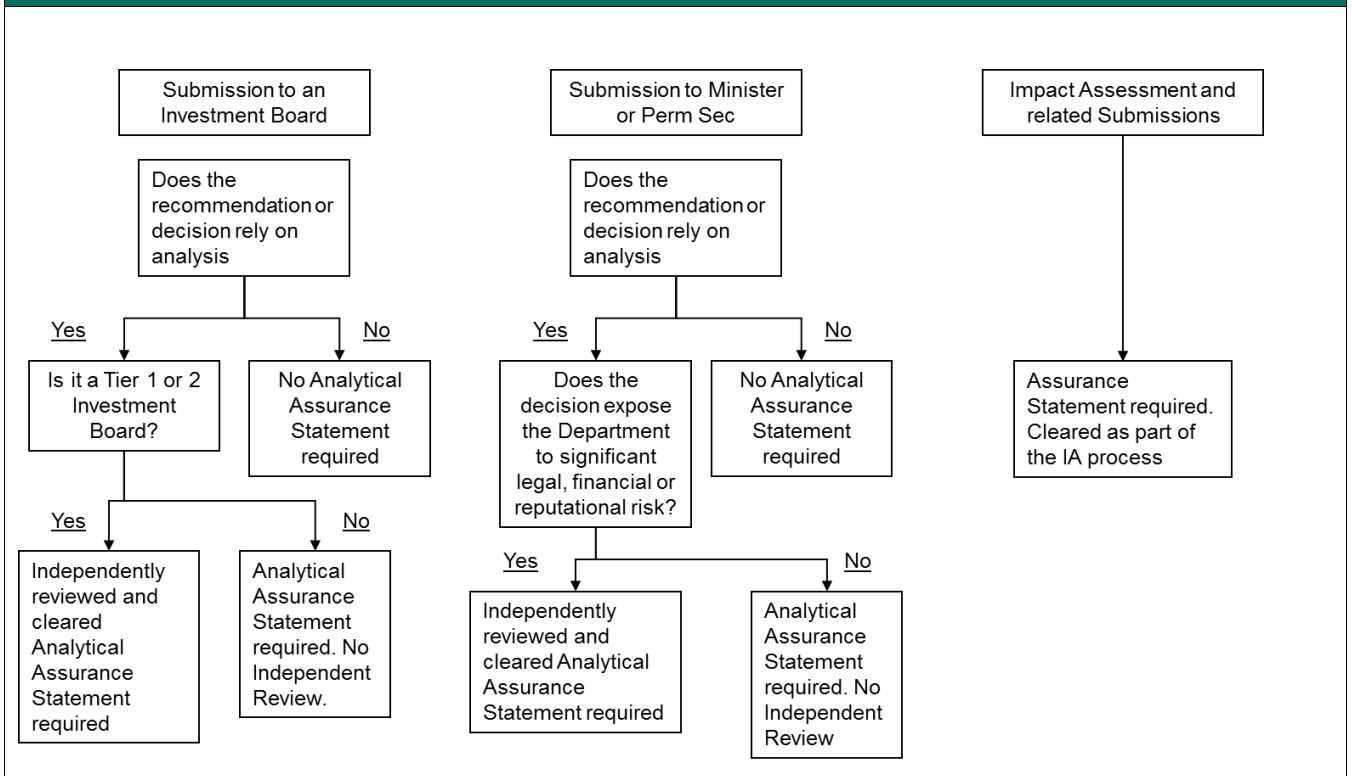 Submission to an
Investment Board
Does the
recommendation or
decision rely on
analysis
Yes
No
Is it a Tier 1 or 2
Investment
Board?
No Analytical
Assurance
Statement
required
Yes
No
Independently
reviewed and
cleared
Analytical
Assurance
Statement
required
Analytical
Assurance
Statement
required. No
Independent
Review.
Submission to Minister
or Perm Sec
Does the
recommendation or
decision rely on
analysis
Yes
No
Does the
decision expose
the Department
to significant
legal, financial or
reputational risk?
No Analytical
Assurance
Statement
required
Yes
No
Independently
reviewed and
cleared Analytical
Assurance
Statement required
Analytical
Assurance
Statement
required. No
Independent
Review
Impact Assessment and
related Submissions
Assurance
Statement required.
Cleared as part of
the IA process